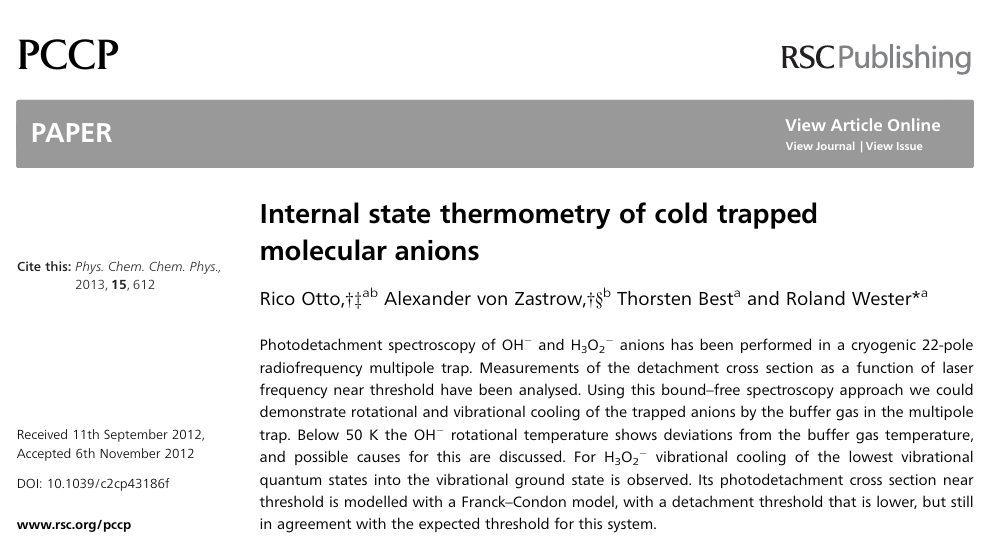 PCCP
RSCPublishing
PAPER
View Article Online
View Journal | View Issue
Internal state thermometry of cold trapped
molecular anions
Cite this: Phys. Chem. Chem. Phys.,
2013, 15, 612
Rico Otto,†‡ab Alexander von Zastrow,†§b Thorsten Besta and Roland Wester*a
Photodetachment spectroscopy of OH− and H3O2− anions has been performed in a cryogenic 22-pole
radiofrequency multipole trap. Measurements of the detachment cross section as a function of laser
frequency near threshold have been analysed. Using this bound–free spectroscopy approach we could
demonstrate rotational and vibrational cooling of the trapped anions by the buffer gas in the multipole
trap. Below 50 K the OH− rotational temperature shows deviations from the buffer gas temperature,
and possible causes for this are discussed. For H3O2− vibrational cooling of the lowest vibrational
quantum states into the vibrational ground state is observed. Its photodetachment cross section near
threshold is modelled with a Franck–Condon model, with a detachment threshold that is lower, but still
in agreement with the expected threshold for this system.
Received 11th September 2012,
Accepted 6th November 2012
DOI: 10.1039/c2cp43186f
www.rsc.org/pccp